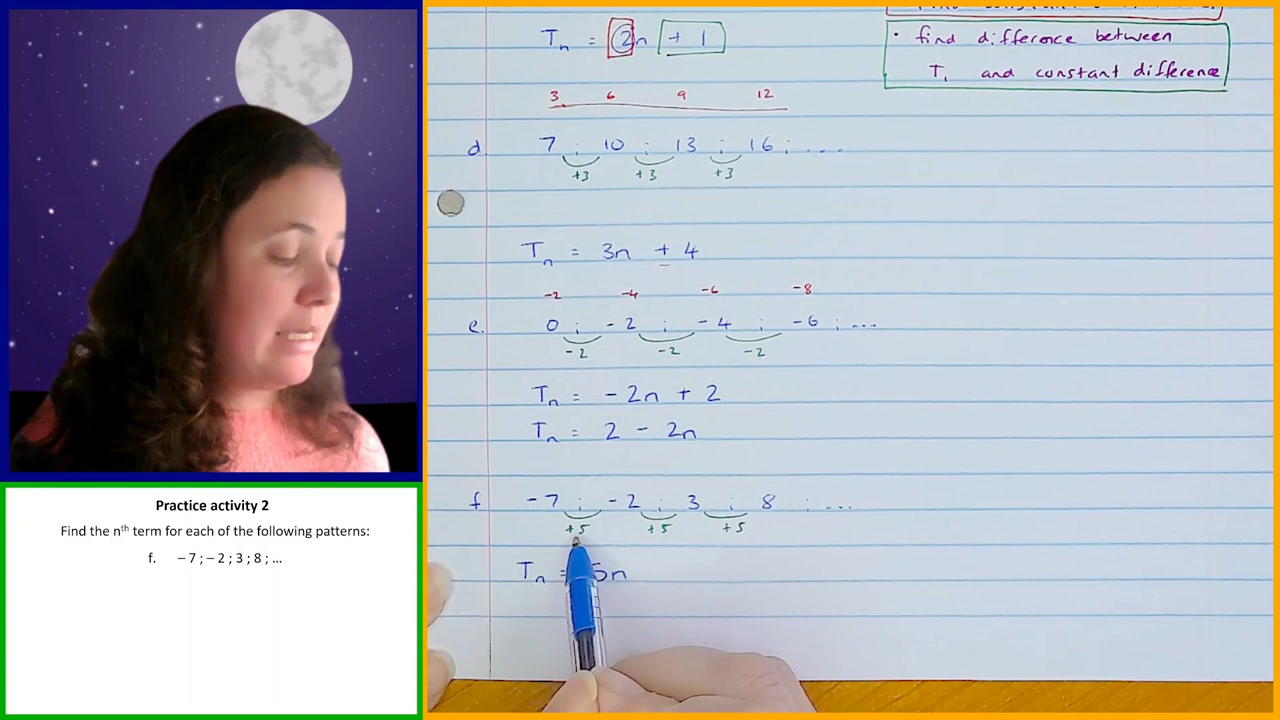 Tₙ = 2n + 1
• find difference between
T₁ and constant difference
3 6 9 12
d. 7 ; 10 ; 13 ; 16 ; ...
+3 +3 +3
Tₙ = 3n + 4
-2 -4 -6 -8
e. 0 ; -2 ; -4 ; -6 ; ...
-2 -2 -2
Tₙ = -2n + 2
Tₙ = 2 - 2n
f -7 ; -2 ; 3 ; 8 ; ...
+5 +5 +5
Tₙ = 5n
Practice activity 2
Find the nᵗʰ term for each of the following patterns:
f. – 7 ; – 2 ; 3 ; 8 ; ...